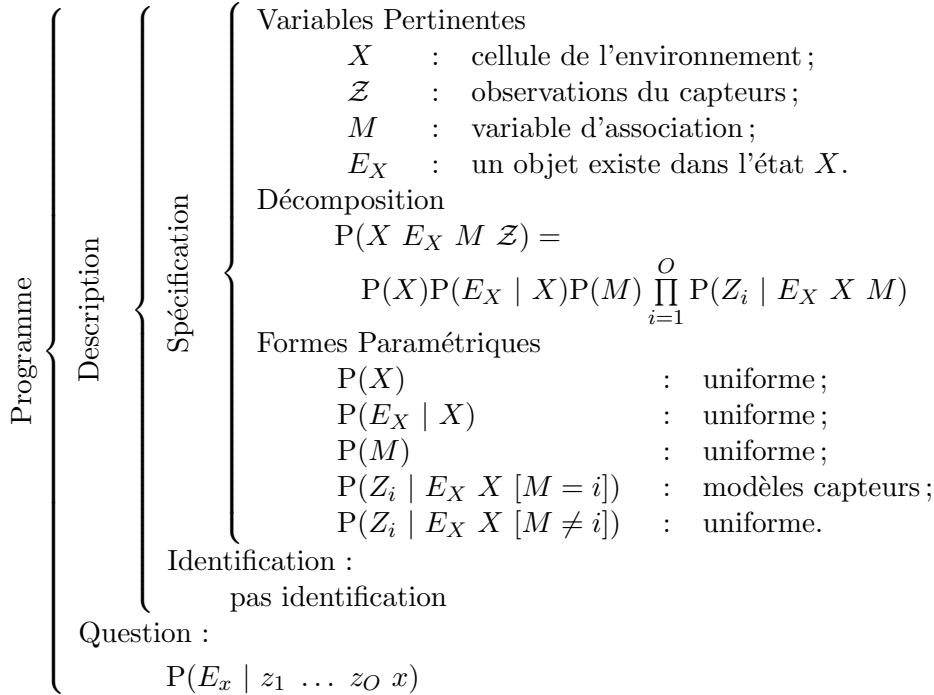 Programme
Description
Spécification
Variables Pertinentes
X : cellule de l'environnement ;
𝒵 : observations du capteurs ;
M : variable d'association ;
E_X : un objet existe dans l'état X.
Décomposition
P(X E_X M 𝒵) =
P(X)P(E_X | X)P(M) ∏_{i=1}^{O} P(Z_i | E_X X M)
Formes Paramétriques
P(X) : uniforme ;
P(E_X | X) : uniforme ;
P(M) : uniforme ;
P(Z_i | E_X X [M = i]) : modèles capteurs ;
P(Z_i | E_X X [M ≠ i]) : uniforme.
Identification :
pas identification
Question :
P(E_x | z_1 … z_O x)